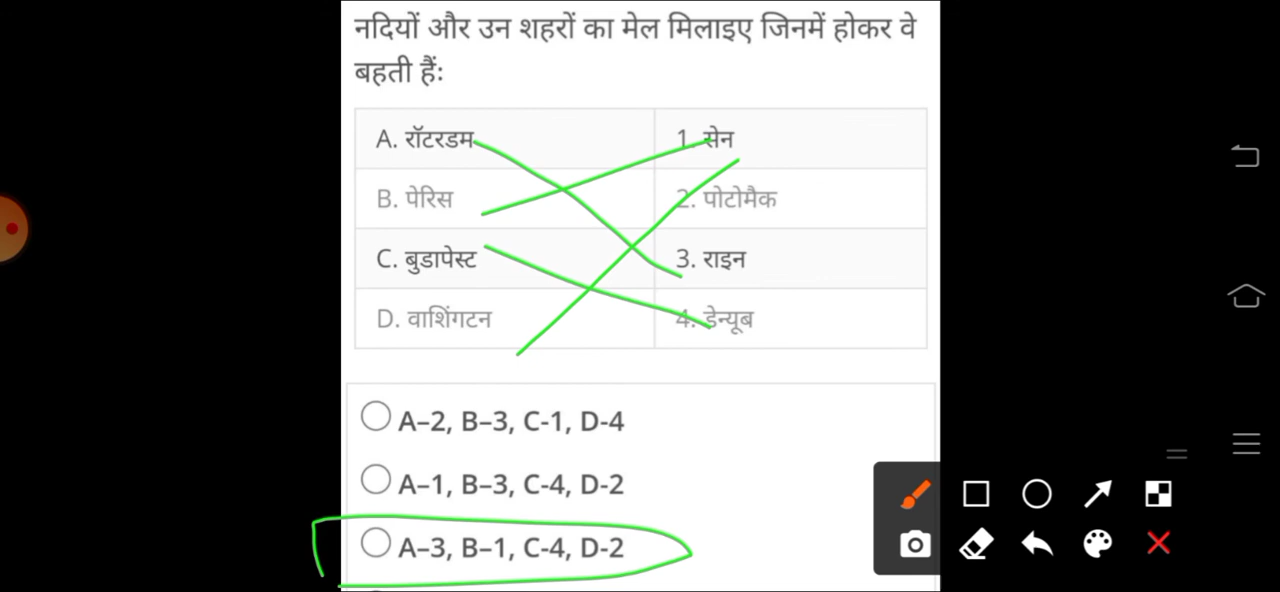 नदियों और उन शहरों का मेल मिलाइए जिनमें होकर वे
बहती हैं:
A. रॉटरडम 1. सेन
B. पेरिस 2. पोटोमैक
C. बुडापेस्ट 3. राइन
D. वाशिंगटन 4. डेन्यूब
A–2, B–3, C-1, D-4
A–1, B–3, C-4, D-2
A–3, B–1, C-4, D-2